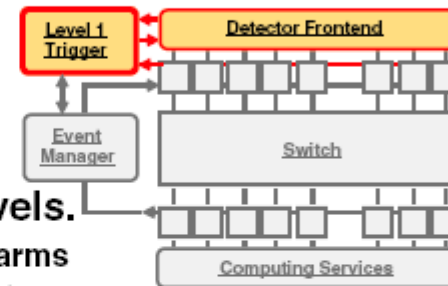 Level 1
Trigger
Detector Frontend
Event
Manager
Switch
vels.
arms
Computing Services